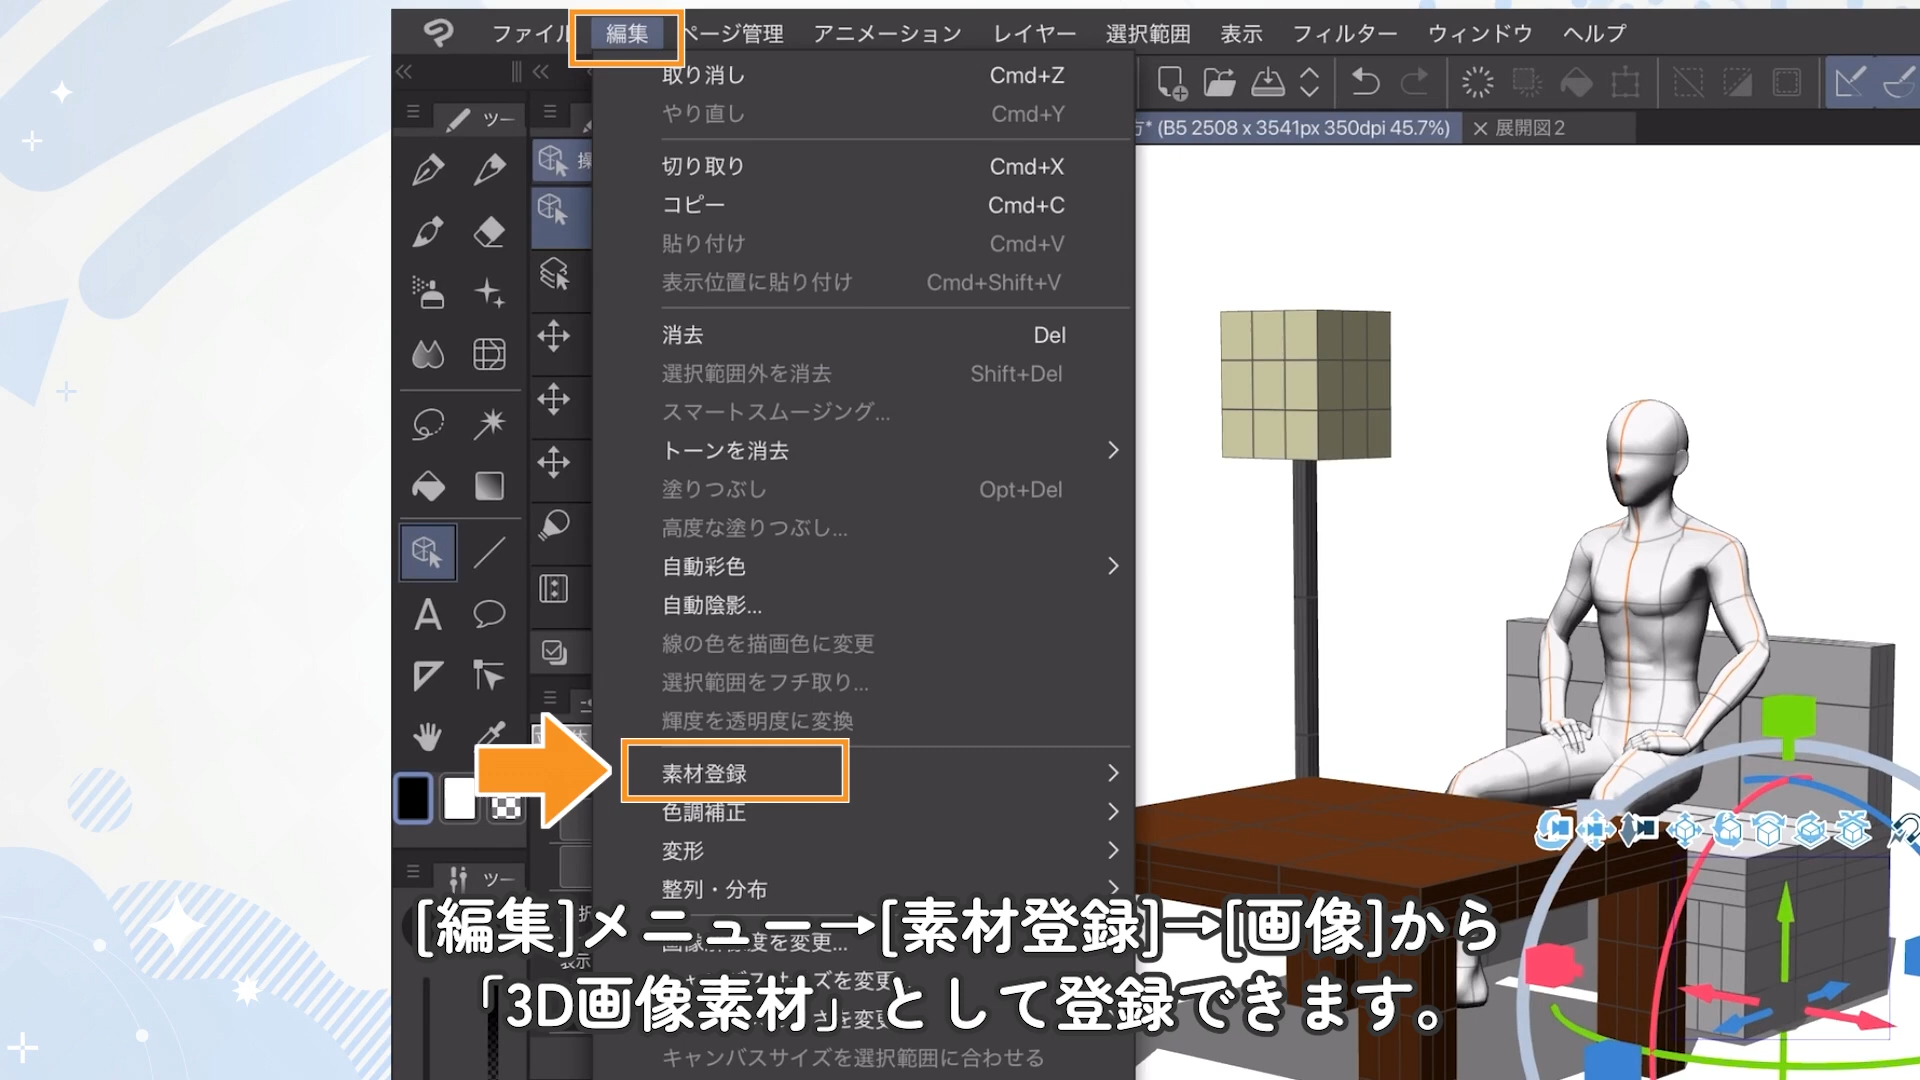 ファイル 編集 ページ管理 アニメーション レイヤー 選択範囲 表示 フィルター ウィンドウ ヘルプ
取り消し Cmd+Z
やり直し Cmd+Y
(B5 2508 x 3541px 350dpi 45.7%) 展開図2
ツー
切り取り Cmd+X
コピー Cmd+C
貼り付け Cmd+V
表示位置に貼り付け Cmd+Shift+V
消去 Del
選択範囲外を消去 Shift+Del
スマートスムージング...
トーンを消去
塗りつぶし Opt+Del
高度な塗りつぶし...
自動彩色
自動陰影...
線の色を描画色に変更
選択範囲をフチ取り...
輝度を透明度に変換
素材登録
色調補正
変形
整列・分布
ツー
[編集]メニュー→[素材登録]→[画像]から
「3D画像素材」として登録できます。
キャンバスサイズを選択範囲に合わせる